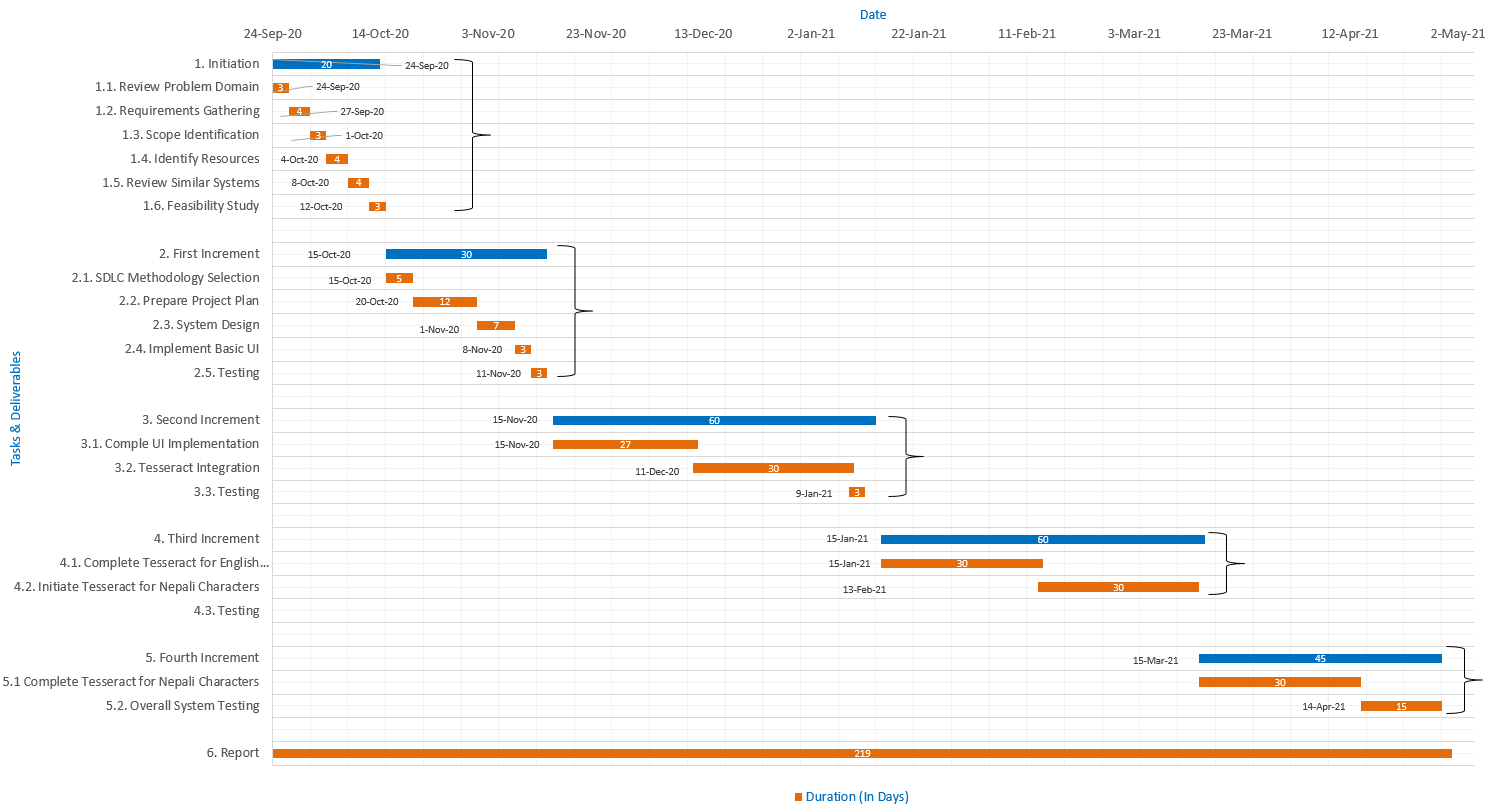 Date
24-Sep-20 14-Oct-20 3-Nov-20 23-Nov-20 13-Dec-20 2-Jan-21 22-Jan-21 11-Feb-21 3-Mar-21 23-Mar-21 12-Apr-21 2-May-21
1. Initiation 20 24-Sep-20
1.1. Review Problem Domain 3 24-Sep-20
1.2. Requirements Gathering 4 27-Sep-20
1.3. Scope Identification 3 1-Oct-20
1.4. Identify Resources 4-Oct-20 4
1.5. Review Similar Systems 8-Oct-20 4
1.6. Feasibility Study 12-Oct-20 3
2. First Increment 15-Oct-20 30
2.1. SDLC Methodology Selection 15-Oct-20 5
2.2. Prepare Project Plan 20-Oct-20 12
2.3. System Design 1-Nov-20 7
2.4. Implement Basic UI 8-Nov-20 3
2.5. Testing 11-Nov-20 3
Tasks & Deliverables
3. Second Increment 15-Nov-20 60
3.1. Comple UI Implementation 15-Nov-20 27
3.2. Tesseract Integration 11-Dec-20 30
3.3. Testing 9-Jan-21 3
4. Third Increment 15-Jan-21 60
4.1. Complete Tesseract for English... 15-Jan-21 30
4.2. Initiate Tesseract for Nepali Characters 13-Feb-21 30
4.3. Testing
5. Fourth Increment 15-Mar-21 45
5.1 Complete Tesseract for Nepali Characters 30
5.2. Overall System Testing 14-Apr-21 15
6. Report 219
Duration (In Days)